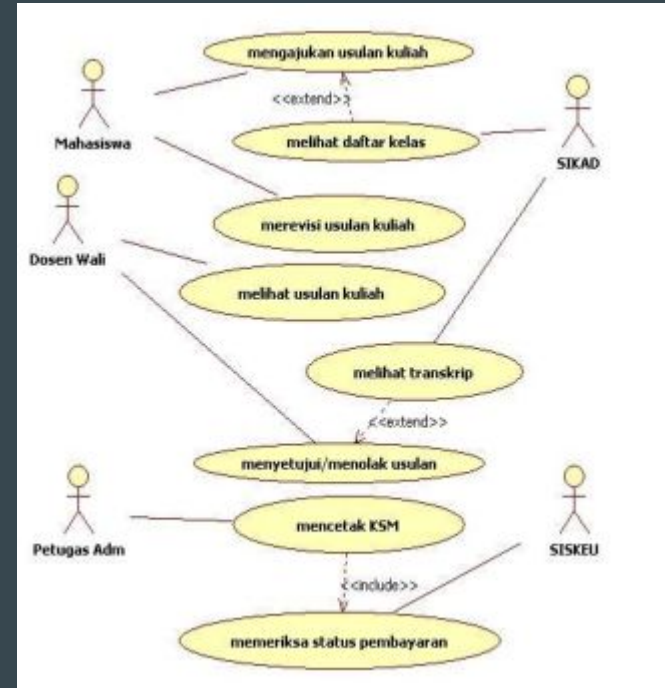 mengajukan usulan kuliah
<<extend>>
Mahasiswa
melihat daftar kelas
SIKAD
merevisi usulan kuliah
Dosen Wali
melihat usulan kuliah
melihat transkrip
<<extend>>
menyetujui/menolak usulan
mencetak KSM
Petugas Adm
SISKEU
<<include>>
memeriksa status pembayaran